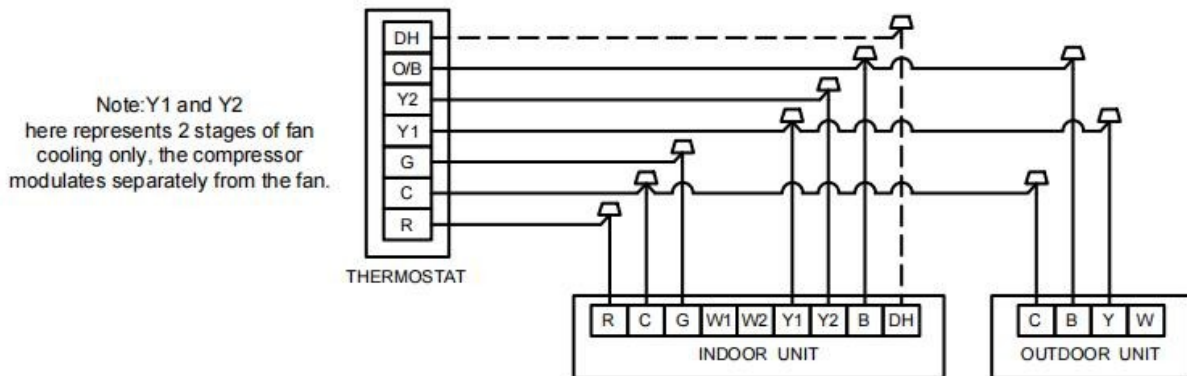 DH
O/B
Y2
Y1
G
C
R
THERMOSTAT
Note:Y1 and Y2
here represents 2 stages of fan
cooling only, the compressor
modulates separately from the fan.
R C G W1 W2 Y1 Y2 B DH
INDOOR UNIT
C B Y W
OUTDOOR UNIT